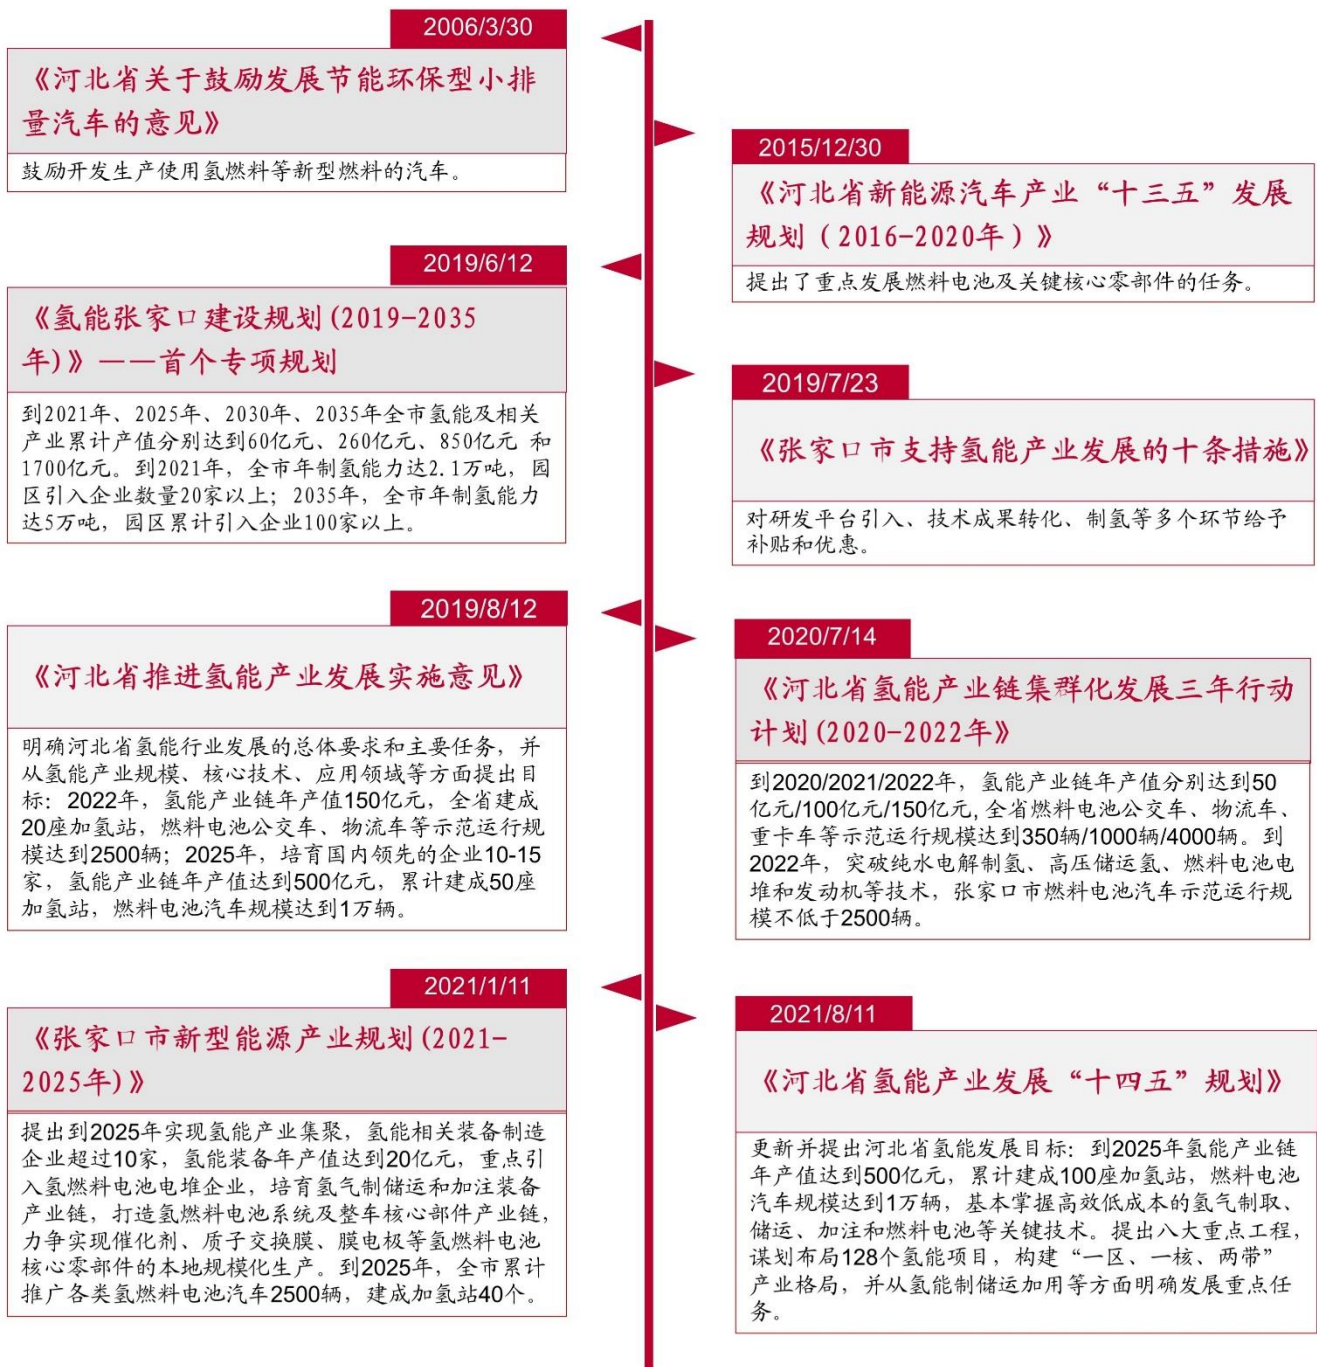 2006/3/30
《河北省关于鼓励发展节能环保型小排
量汽车的意见》
鼓励开发生产使用氢燃料等新型燃料的汽车。
2015/12/30
《河北省新能源汽车产业“十三五”发展
规划（2016-2020年）》
提出了重点发展燃料电池及关键核心零部件的任务。
2019/6/12
《氢能张家口建设规划(2019-2035
年)》——首个专项规划
到2021年、2025年、2030年、2035年全市氢能及相关
产业累计产值分别达到60亿元、260亿元、850亿元 和
1700亿元。到2021年，全市年制氢能力达2.1万吨，园
区引入企业数量20家以上；2035年，全市年制氢能力
达5万吨，园区累计引入企业100家以上。
2019/7/23
《张家口市支持氢能产业发展的十条措施》
对研发平台引入、技术成果转化、制氢等多个环节给予
补贴和优惠。
2019/8/12
《河北省推进氢能产业发展实施意见》
明确河北省氢能行业发展的总体要求和主要任务，并
从氢能产业规模、核心技术、应用领域等方面提出目
标：2022年，氢能产业链年产值150亿元，全省建成
20座加氢站，燃料电池公交车、物流车等示范运行规
模达到2500辆；2025年，培育国内领先的企业10-15
家，氢能产业链年产值达到500亿元，累计建成50座
加氢站，燃料电池汽车规模达到1万辆。
2020/7/14
《河北省氢能产业链集群化发展三年行动
计划(2020-2022年》
到2020/2021/2022年，氢能产业链年产值分别达到50
亿元/100亿元/150亿元,全省燃料电池公交车、物流车、
重卡车等示范运行规模达到350辆/1000辆/4000辆。到
2022年，突破纯水电解制氢、高压储运氢、燃料电池电
堆和发动机等技术，张家口市燃料电池汽车示范运行规
模不低于2500辆。
2021/1/11
《张家口市新型能源产业规划(2021-
2025年)》
提出到2025年实现氢能产业集聚，氢能相关装备制造
企业超过10家，氢能装备年产值达到20亿元，重点引
入氢燃料电池电堆企业，培育氢气制储运和加注装备
产业链，打造氢燃料电池系统及整车核心部件产业链，
力争实现催化剂、质子交换膜、膜电极等氢燃料电池
核心零部件的本地规模化生产。到2025年，全市累计
推广各类氢燃料电池汽车2500辆，建成加氢站40个。
2021/8/11
《河北省氢能产业发展“十四五”规划》
更新并提出河北省氢能发展目标：到2025年氢能产业链
年产值达到500亿元，累计建成100座加氢站，燃料电池
汽车规模达到1万辆，基本掌握高效低成本的氢气制取、
储运、加注和燃料电池等关键技术。提出八大重点工程，
谋划布局128个氢能项目，构建“一区、一核、两带”
产业格局，并从氢能制储运加用等方面明确发展重点任
务。